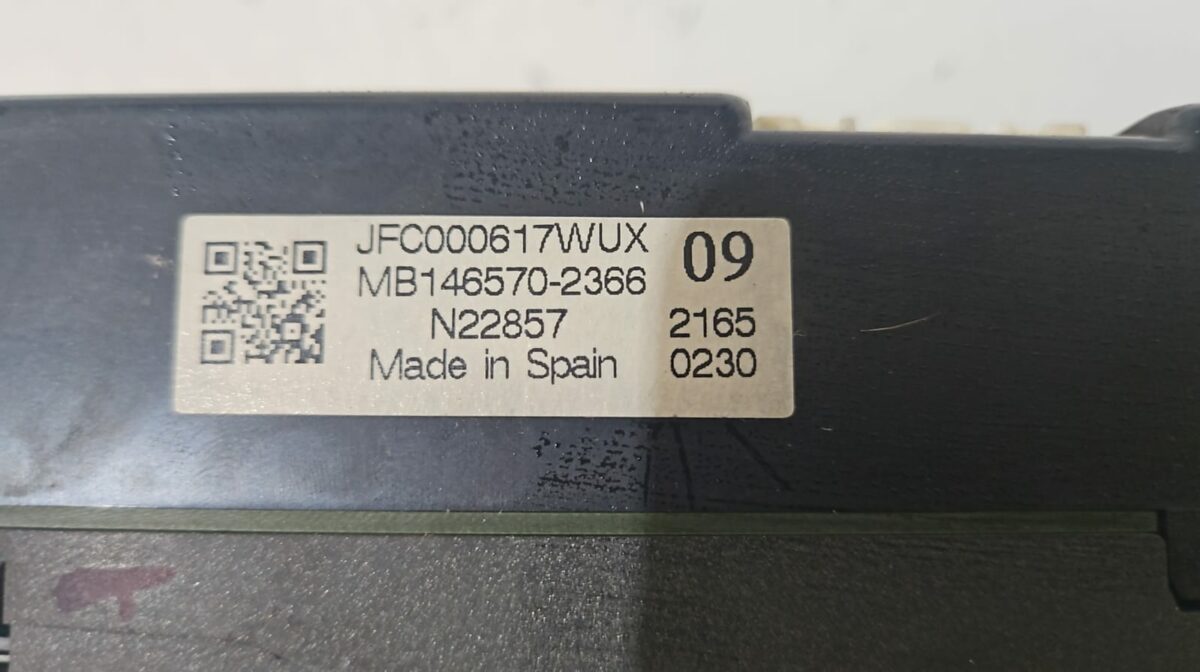 JFC000617WUX 09
MB146570-2366
N22857 2165
Made in Spain 0230